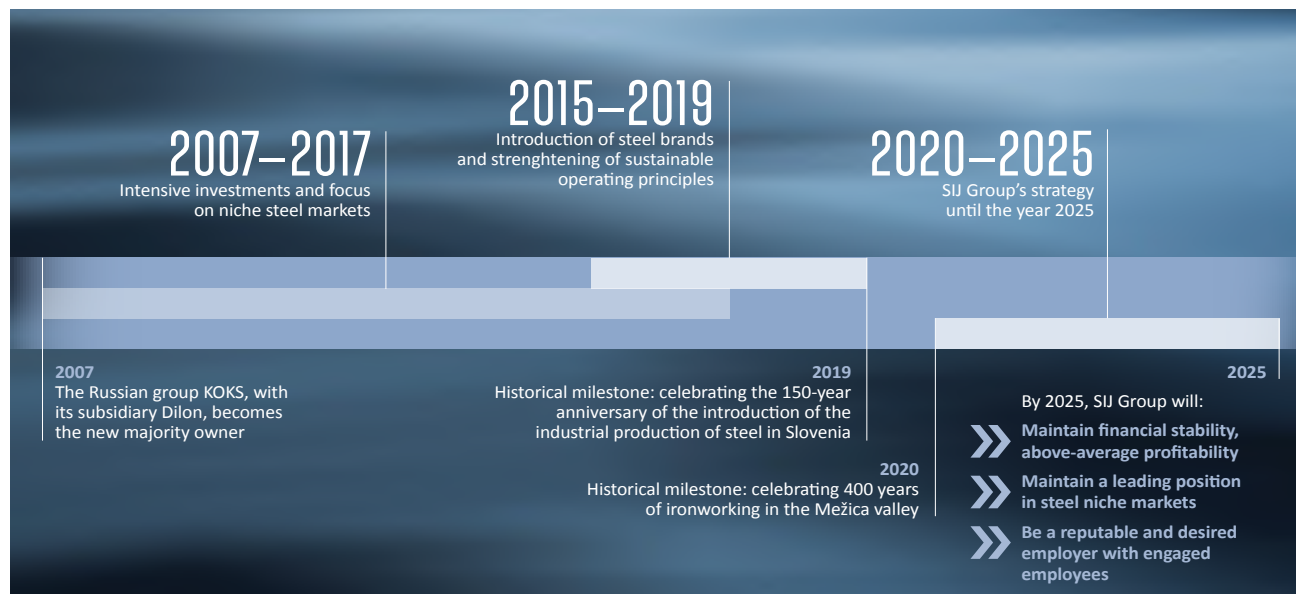 2007–2017
Intensive investments and focus
on niche steel markets
2015–2019
Introduction of steel brands
and strenghtening of sustainable
operating principles
2020–2025
SIJ Group’s strategy
until the year 2025
2007
The Russian group KOKS, with
its subsidiary Dilon, becomes
the new majority owner
2019
Historical milestone: celebrating the 150-year
anniversary of the introduction of the
industrial production of steel in Slovenia
2020
Historical milestone: celebrating 400 years
of ironworking in the Mežica valley
2025
By 2025, SIJ Group will:
Maintain financial stability,
above-average profitability
Maintain a leading position
in steel niche markets
Be a reputable and desired
employer with engaged
employees